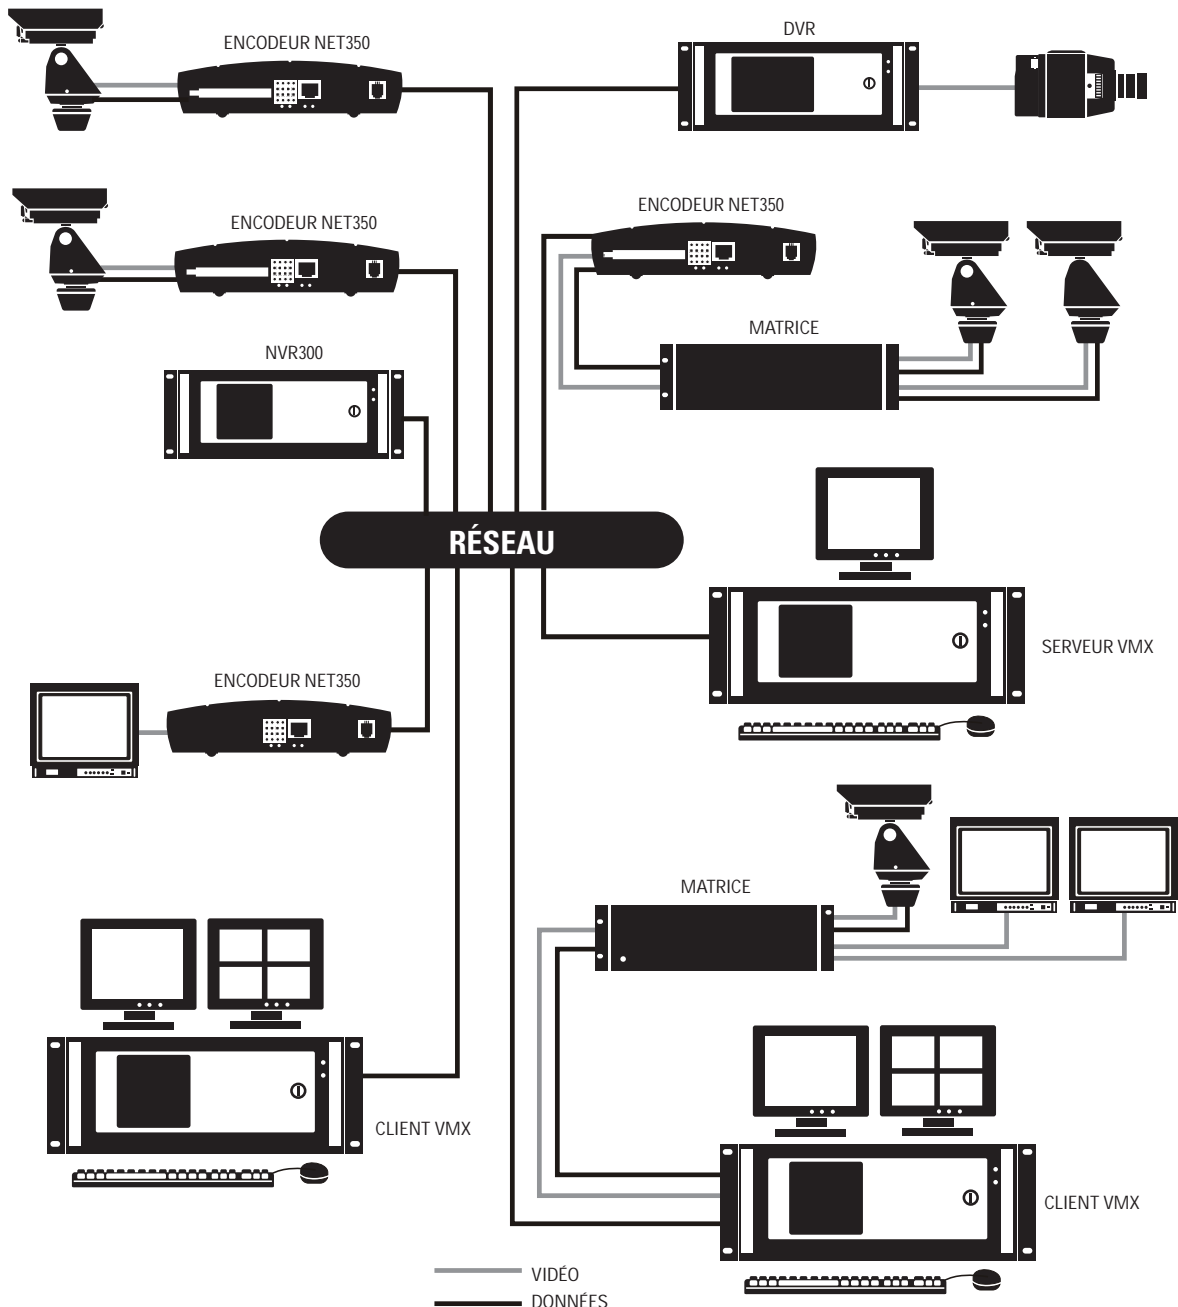 ENCODEUR NET350
DVR
ENCODEUR NET350
ENCODEUR NET350
MATRICE
NVR300
RÉSEAU
SERVEUR VMX
ENCODEUR NET350
MATRICE
CLIENT VMX
CLIENT VMX
VIDÉO
DONNÉES